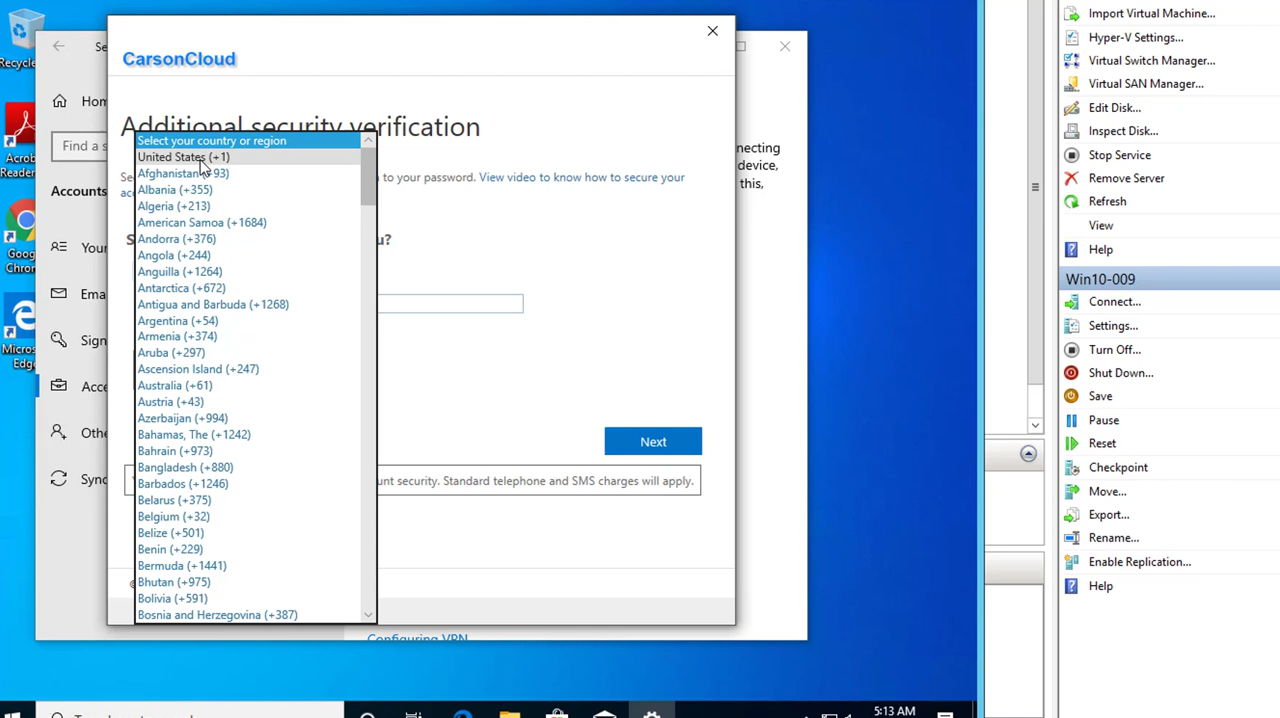 Recycle
Acrob
Reader
Goog
Chron
Micros
Edg
Se
Hom
Find a s
Accounts
Your
Emai
Sign
Acce
Othe
Sync
CarsonCloud
Additional security verification
Select your country or region
United States (+1)
Afghanistan (+93)
Albania (+355)
Algeria (+213)
American Samoa (+1684)
Andorra (+376)
Angola (+244)
Anguilla (+1264)
Antarctica (+672)
Antigua and Barbuda (+1268)
Argentina (+54)
Armenia (+374)
Aruba (+297)
Ascension Island (+247)
Australia (+61)
Austria (+43)
Azerbaijan (+994)
Bahamas, The (+1242)
Bahrain (+973)
Bangladesh (+880)
Barbados (+1246)
Belarus (+375)
Belgium (+32)
Belize (+501)
Benin (+229)
Bermuda (+1441)
Bhutan (+975)
Bolivia (+591)
Bosnia and Herzegovina (+387)
to your password. View video to know how to secure your
acc
u?
Next
unt security. Standard telephone and SMS charges will apply.
necting
device,
this,
Configuring VPN
5:13 AM
Import Virtual Machine...
Hyper-V Settings...
Virtual Switch Manager...
Virtual SAN Manager...
Edit Disk...
Inspect Disk...
Stop Service
Remove Server
Refresh
View
Help
Win10-009
Connect...
Settings...
Turn Off...
Shut Down...
Save
Pause
Reset
Checkpoint
Move...
Export...
Rename...
Enable Replication...
Help